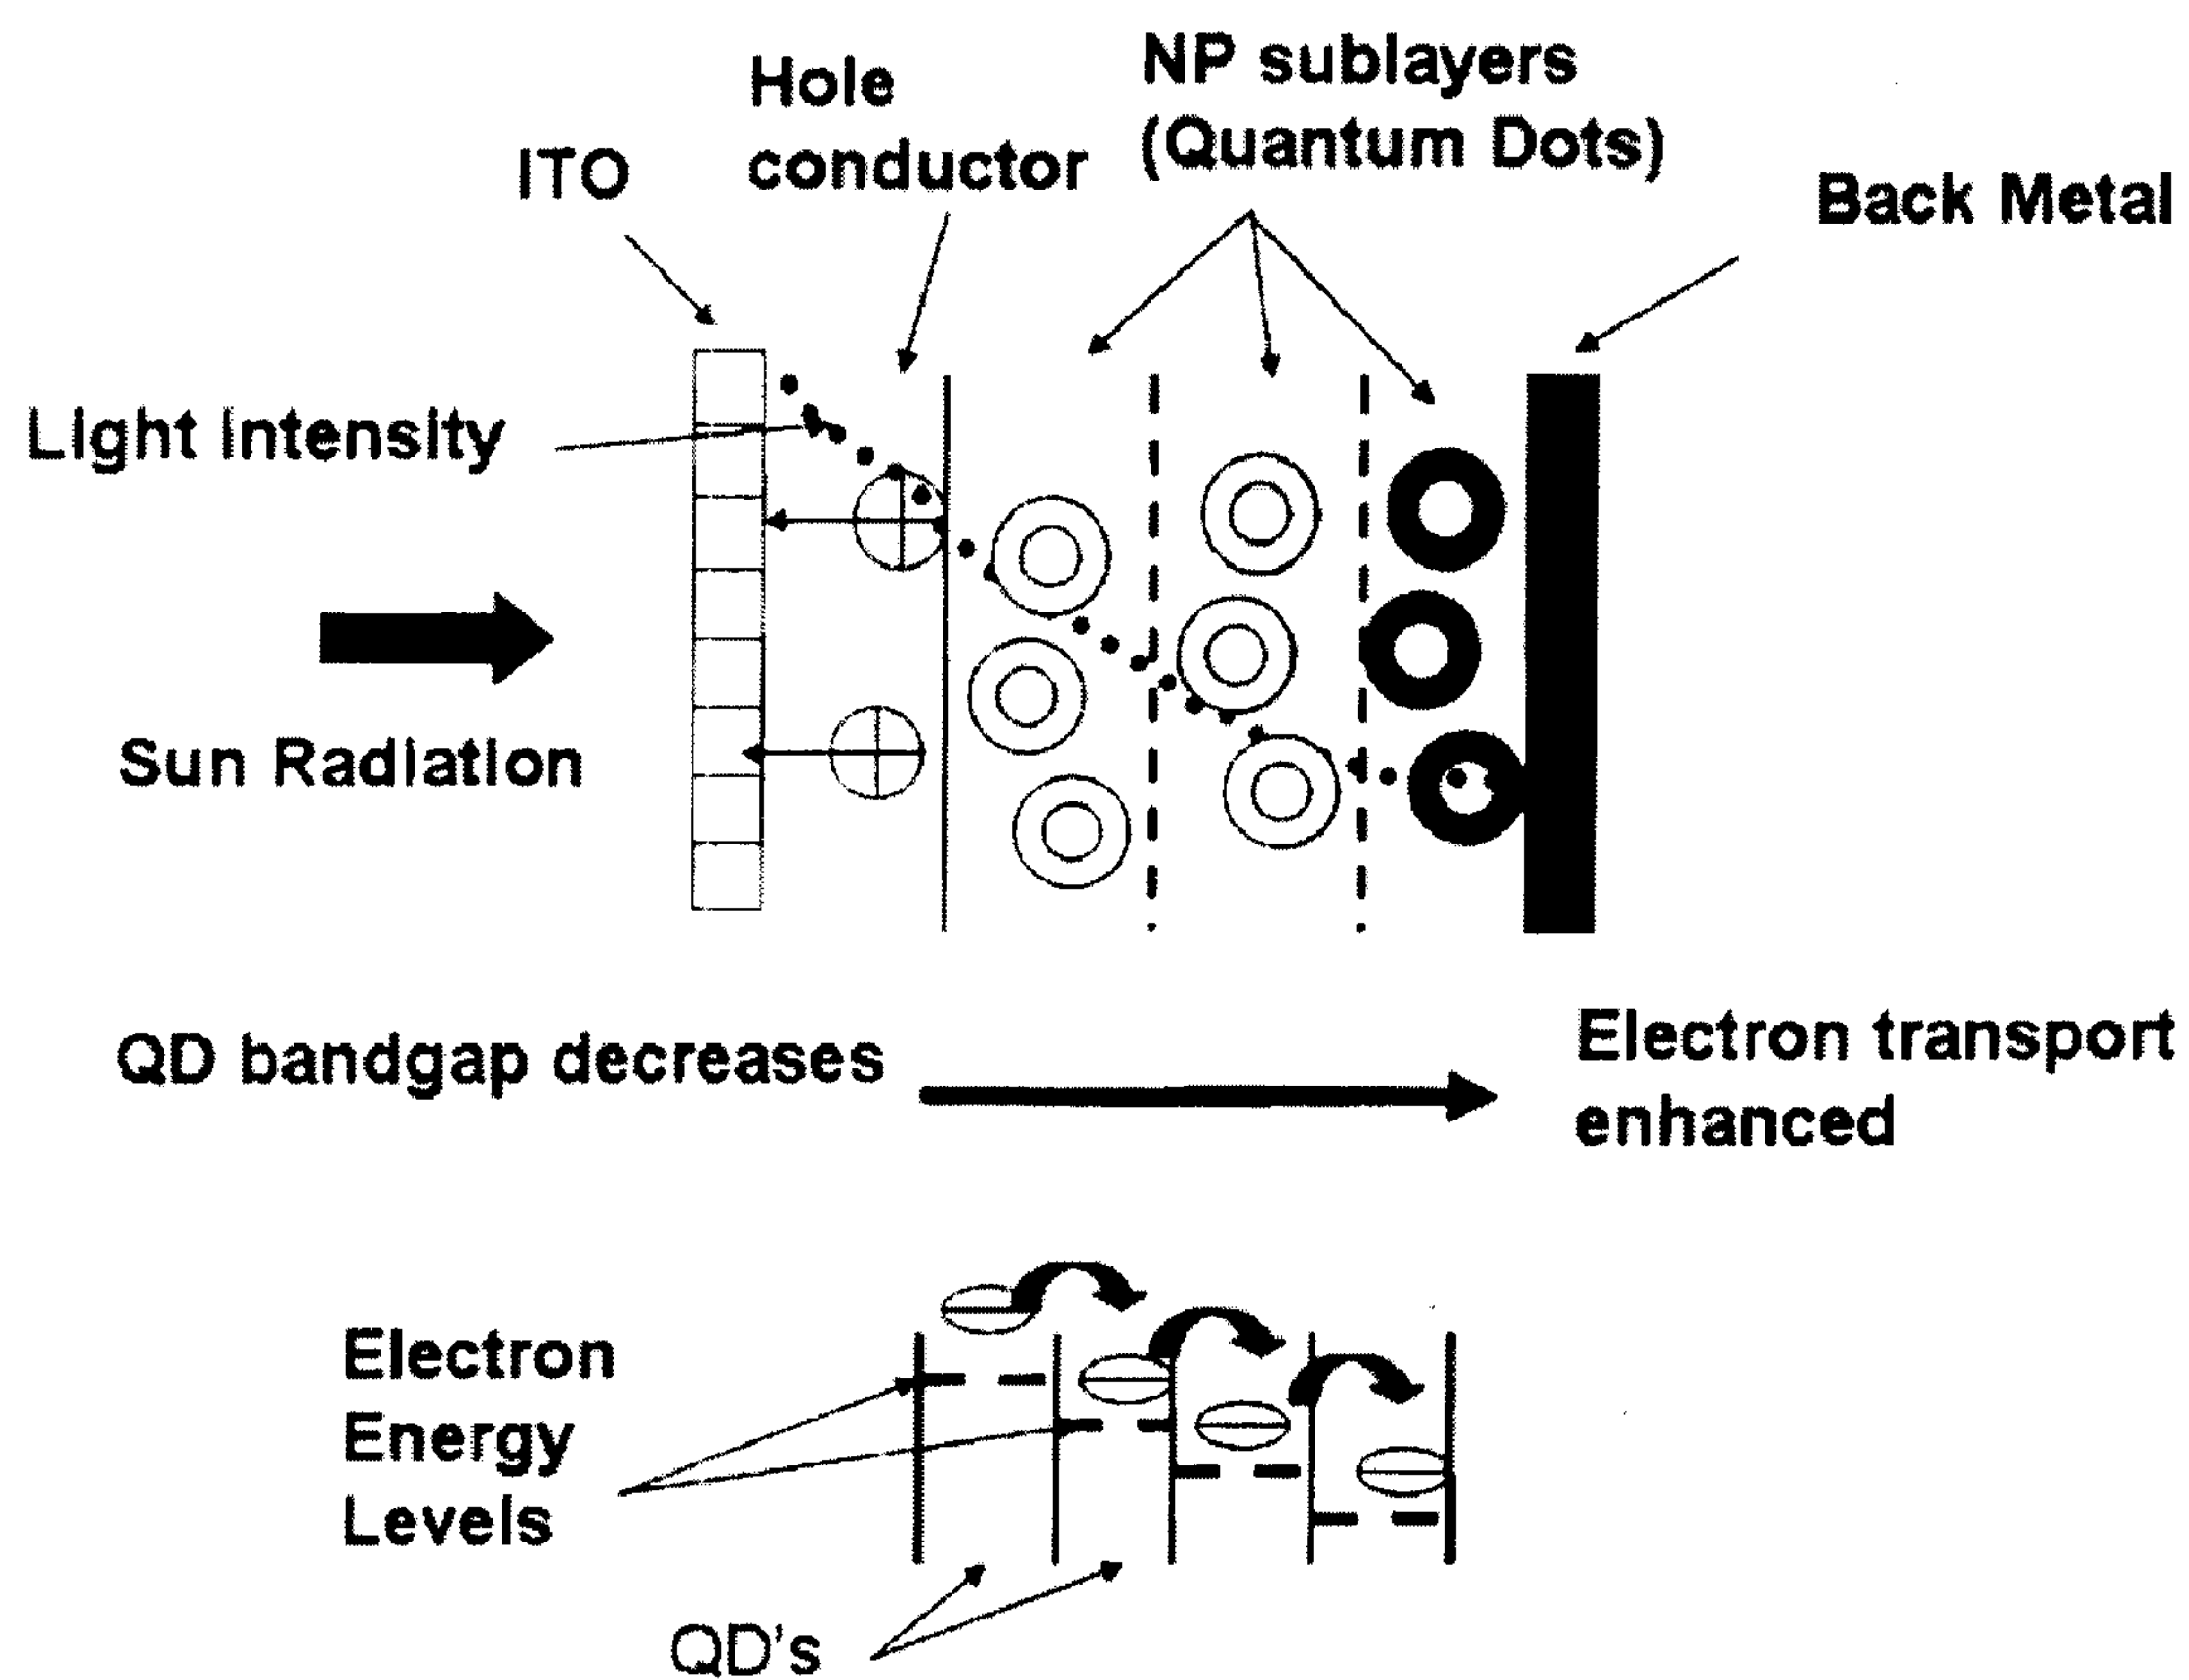 ITO
Hole
conductor
NP sublayers
(Quantum Dots)
Back Metal
Light Intensity
Sun Radiation
QD bandgap decreases
Electron transport
enhanced
Electron
Energy
Levels
QD's